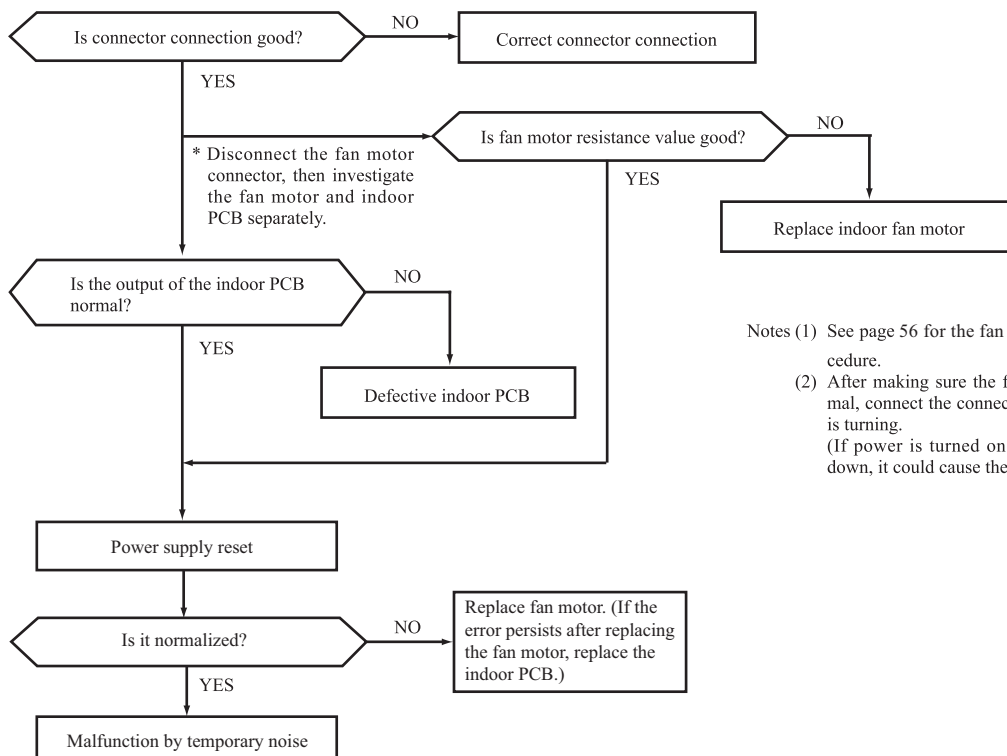 Is connector connection good?
NO
Correct connector connection
YES
Is fan motor resistance value good?
NO
* Disconnect the fan motor
connector, then investigate
the fan motor and indoor
PCB separately.
YES
Replace indoor fan motor
Is the output of the indoor PCB
normal?
NO
YES
Defective indoor PCB
Notes (1) See page 56 for the fan
cedure.
(2) After making sure the
mal, connect the
is turning.
(If power is turned on
down, it could cause the
Power supply reset
Is it normalized?
NO
Replace fan motor. (If the
error persists after replacing
the fan motor, replace the
indoor PCB.)
YES
Malfunction by temporary noise